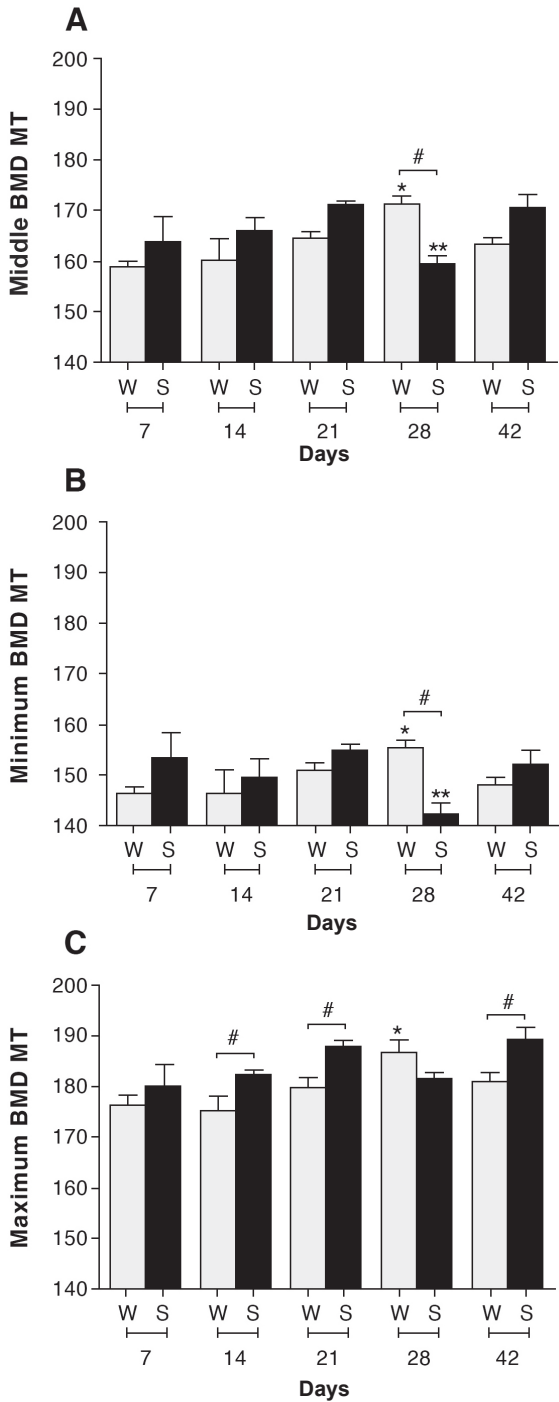 A
Middle BMD MT
200
190
180
170
160
150
140
#
*
**
W S W S W S W S W S
7 14 21 28 42
Days
B
Minimum BMD MT
200
190
180
170
160
150
140
#
*
**
W S W S W S W S W S
7 14 21 28 42
Days
C
Maximum BMD MT
200
190
180
170
160
150
140
# # * #
W S W S W S W S W S
7 14 21 28 42
Days